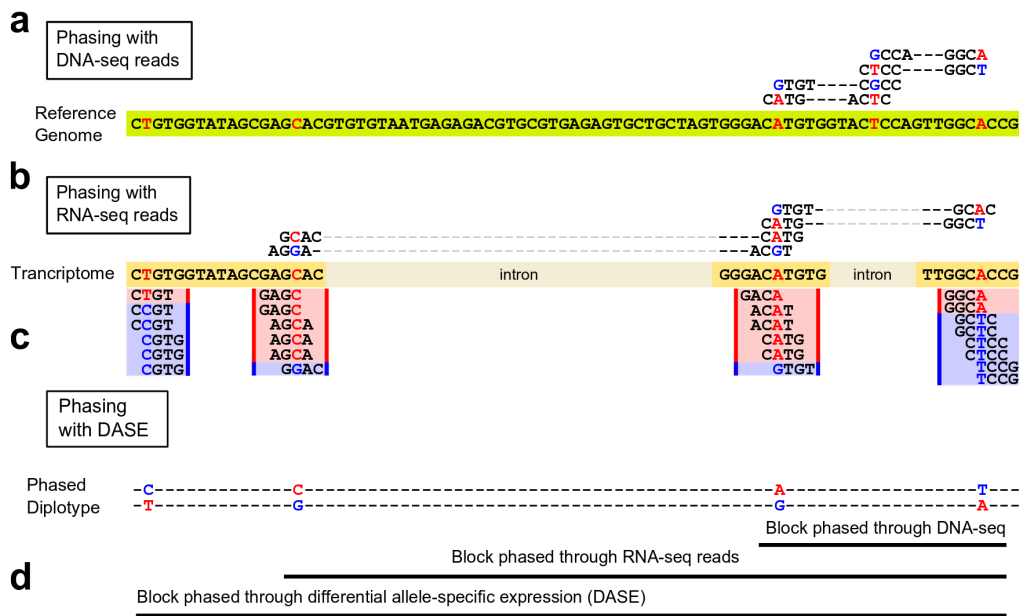 a
Phasing with
DNA-seq reads
GCCA---GGCA
CTCC---GGCT
GTGT---CGCC
CATG----ACTC
Reference
Genome
CTGTGGTATAGCGAGCACGTGTGTAATGAGAGACGTGCGTGAGAGTGCTGCTAGTGGGACATGTGGTACTCCAGTTGGCACCG
b
Phasing with
RNA-seq reads
GTGT GCAC
CATG GGCT
GCAC CATG
AGGA ACGT
Trancriptome CTGTGGTATAGCGAGCAC intron GGGACATGTG intron TTGGCACCG
c
CTGT GAGC GACA GGCA
CCGT GAGC ACAT GGCA
CCGT AGCA ACAT GCTC
CGTG AGCA CATG GCTC
CGTG AGCA CATG CTCC
CGTG GGAC GTGT CTCC
TCCG
TCCG
Phasing
with DASE
Phased
Diplotype
C C A T
T G G A
Block phased through DNA-seq
Block phased through RNA-seq reads
d
Block phased through differential allele-specific expression (DASE)